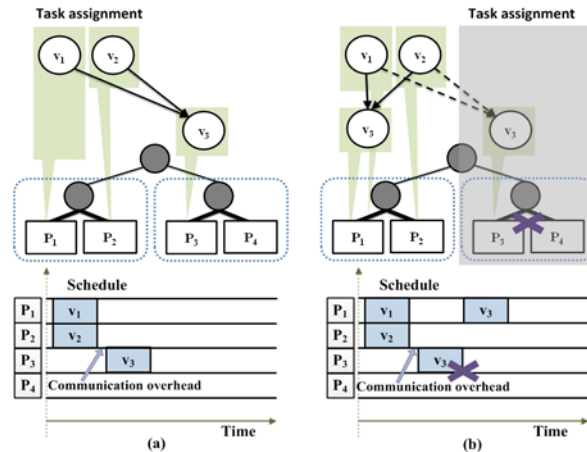 Task assignment
v1 v2
v3
P1 P2 P3 P4
Schedule
P1 v1
P2 v2
P3 v3
P4 Communication overhead
Time
(a)
Task assignment
v1 v2
v3 v3
P1 P2 P3 P4
Schedule
P1 v1 v3
P2 v2
P3 v3
P4 Communication overhead
Time
(b)